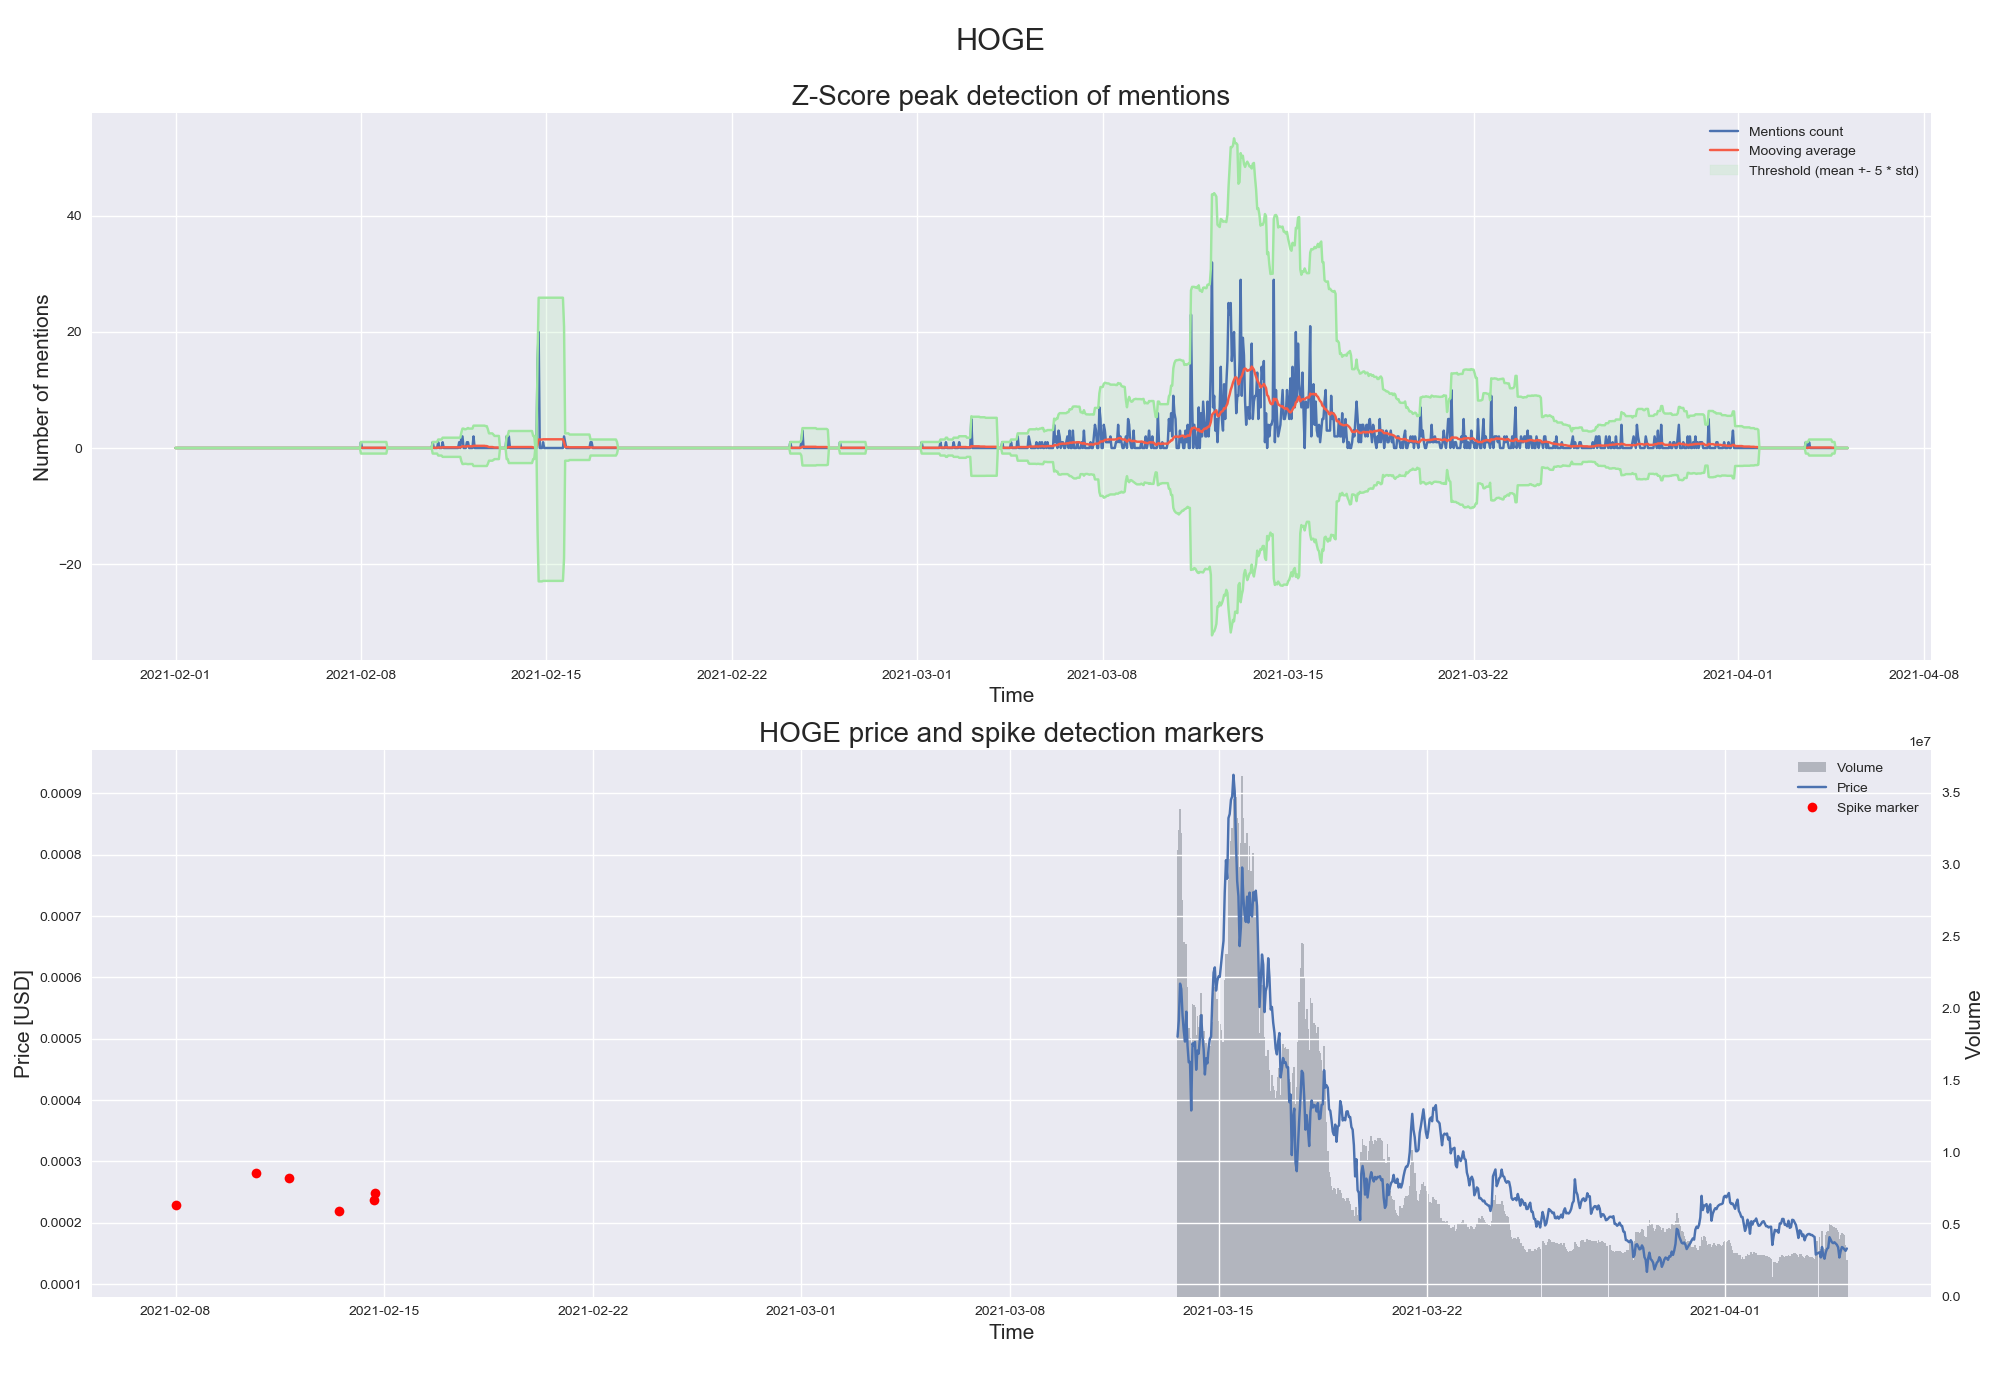 HOGE
Z-Score peak detection of mentions
Mentions count
Mooving average
Threshold (mean +- 5 * std)
Number of mentions
40
20
0
−20
2021-02-01 2021-02-08 2021-02-15 2021-02-22 2021-03-01 2021-03-08 2021-03-15 2021-03-22 2021-04-01 2021-04-08
Time
HOGE price and spike detection markers
1e7
Volume
Price
Spike marker
Price [USD]
0.0009
0.0008
0.0007
0.0006
0.0005
0.0004
0.0003
0.0002
0.0001
3.5
3.0
2.5
2.0
1.5
1.0
0.5
0.0
Volume
2021-02-08 2021-02-15 2021-02-22 2021-03-01 2021-03-08 2021-03-15 2021-03-22 2021-04-01
Time